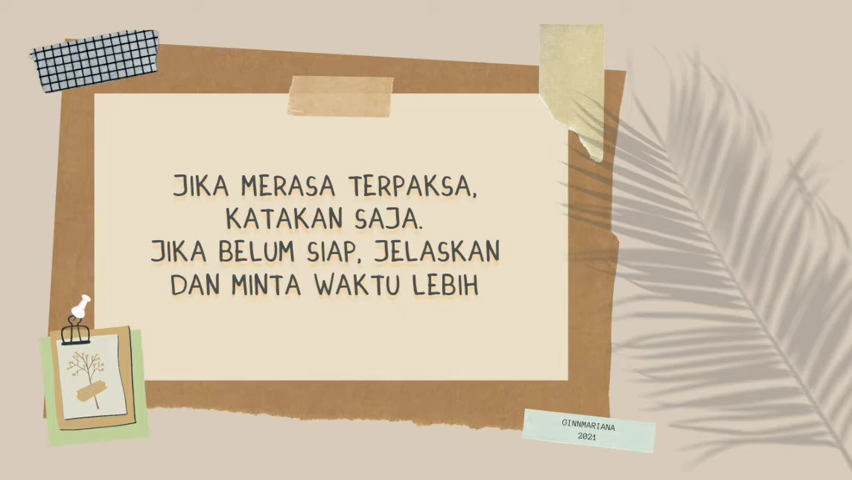 JIKA MERASA TERPAKSA,
KATAKAN SAJA.
JIKA BELUM SIAP, JELASKAN
DAN MINTA WAKTU LEBIH
GINNMARIANA
2021